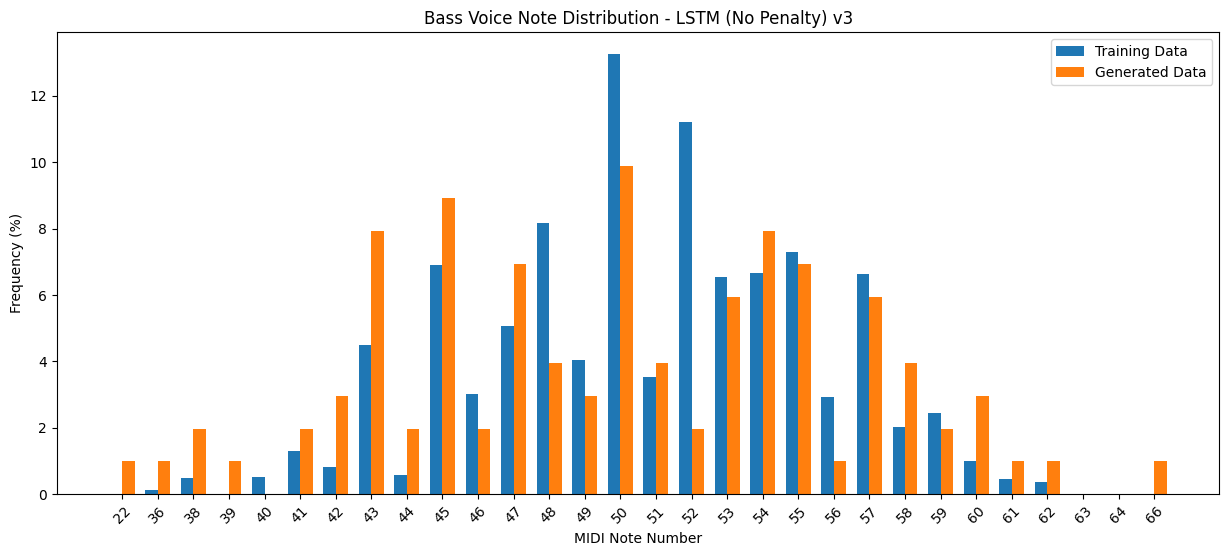 Bass Voice Note Distribution - LSTM (No Penalty) v3
Training Data
Generated Data
Frequency (%)
12
10
8
6
4
2
0
22 36 38 39 40 41 42 43 44 45 46 47 48 49 50 51 52 53 54 55 56 57 58 59 60 61 62 63 64 66
MIDI Note Number